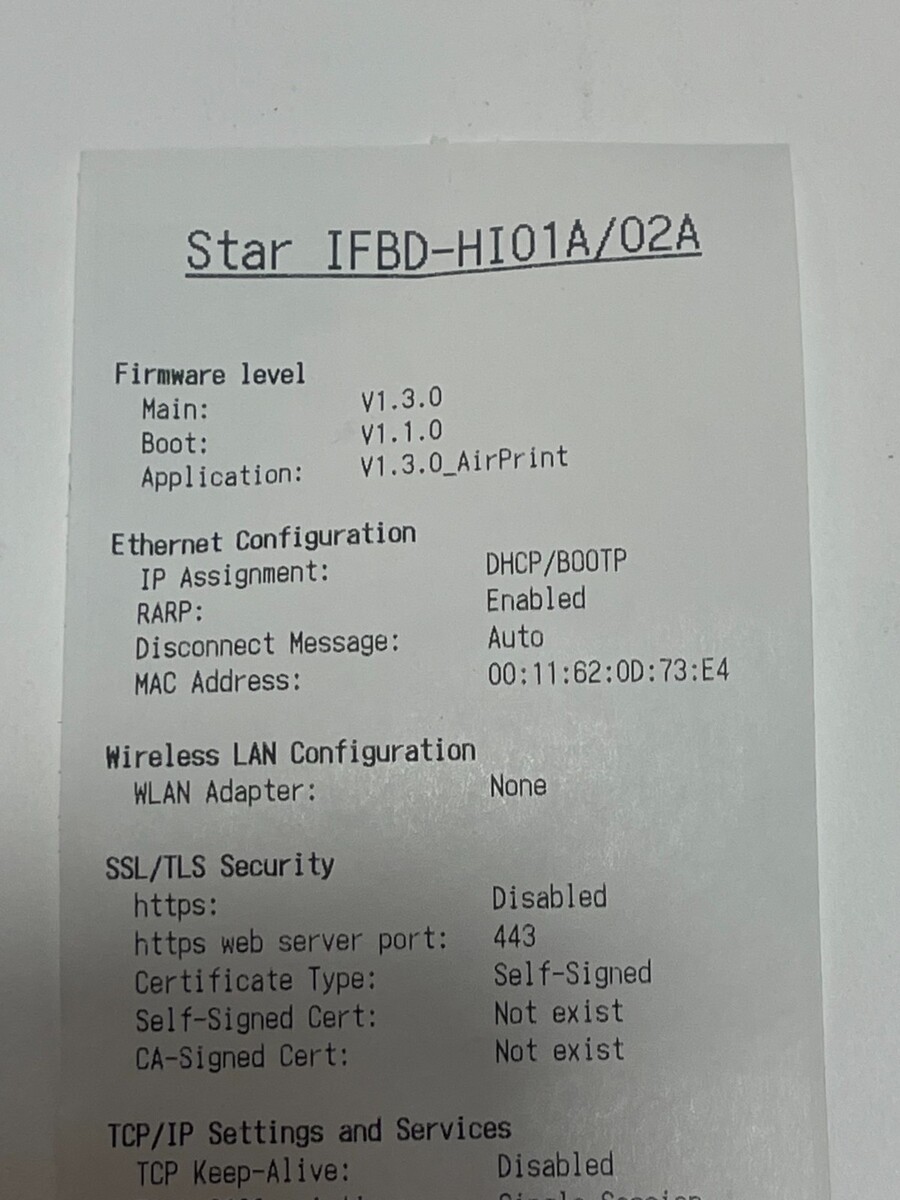 Star IFBD-HI01A/02A
Firmware level
Main: V1.3.0
Boot: V1.1.0
Application: V1.3.0_AirPrint
Ethernet Configuration
IP Assignment: DHCP/BOOTP
RARP: Enabled
Disconnect Message: Auto
MAC Address: 00:11:62:0D:73:E4
Wireless LAN Configuration
WLAN Adapter: None
SSL/TLS Security
https: Disabled
https web server port: 443
Certificate Type: Self-Signed
Self-Signed Cert: Not exist
CA-Signed Cert: Not exist
TCP/IP Settings and Services
TCP Keep-Alive: Disabled
Single Session